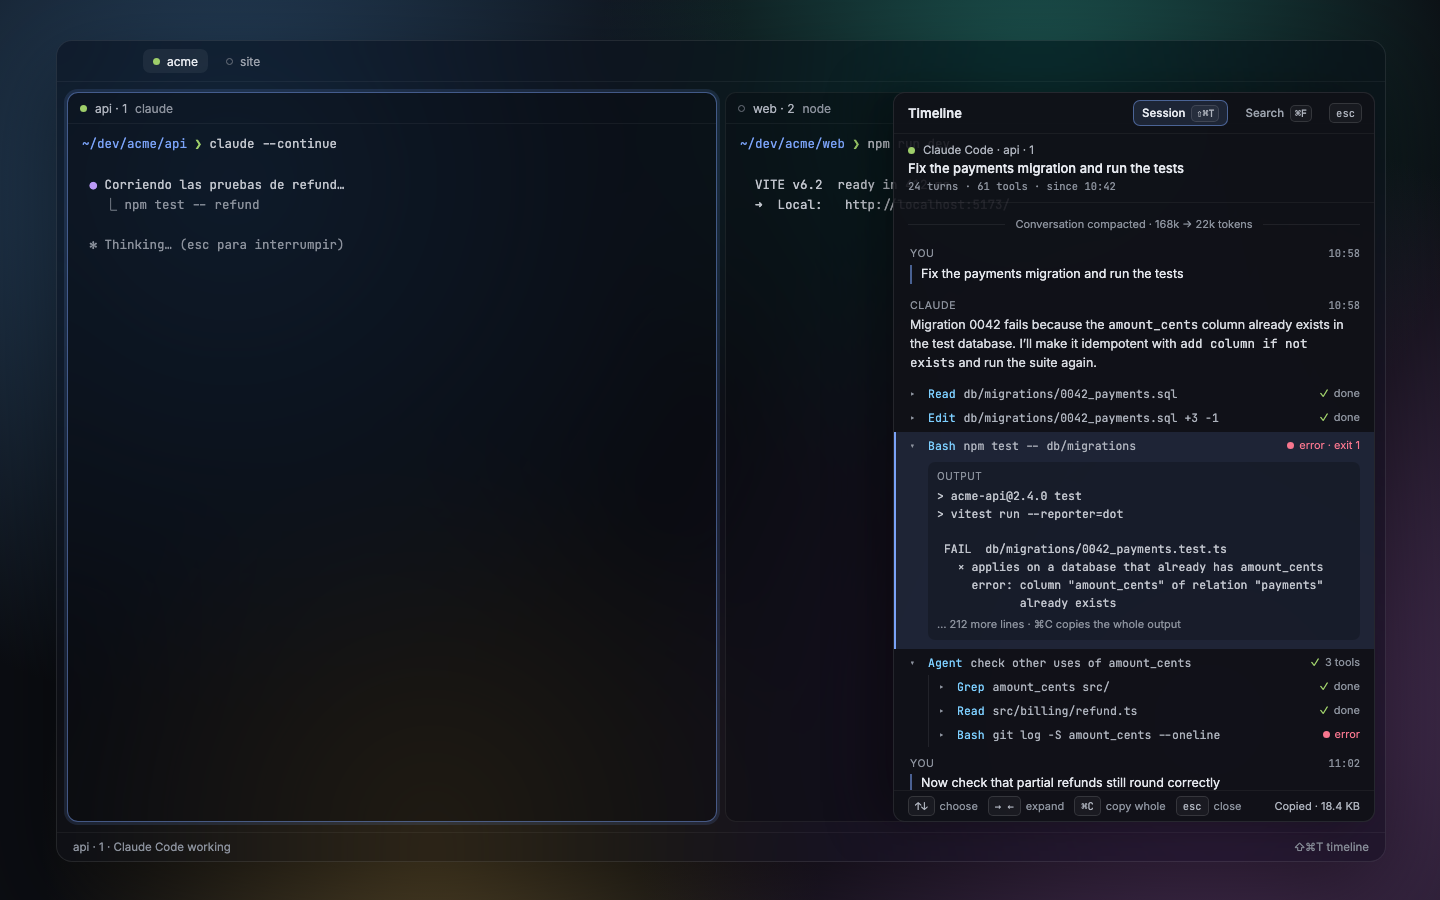 acme
site
api · 1 claude
~/dev/acme/api ❯ claude --continue
● Corriendo las pruebas de refund…
⎿ npm test -- refund
✻ Thinking… (esc para interrumpir)
web · 2 node
~/dev/acme/web ❯ npm run dev
VITE v6.2 ready in
➜ Local: http://localhost:5173/
Timeline
Session ⇧⌘T
Search ⌘F
esc
Claude Code · api · 1
Fix the payments migration and run the tests
24 turns · 61 tools · since 10:42
Conversation compacted · 168k → 22k tokens
YOU 10:58
Fix the payments migration and run the tests
CLAUDE 10:58
Migration 0042 fails because the amount_cents column already exists in
the test database. I’ll make it idempotent with add column if not
exists and run the suite again.
▸ Read db/migrations/0042_payments.sql ✓ done
▸ Edit db/migrations/0042_payments.sql +3 -1 ✓ done
▾ Bash npm test -- db/migrations ● error · exit 1
OUTPUT
> acme-api@2.4.0 test
> vitest run --reporter=dot
FAIL db/migrations/0042_payments.test.ts
× applies on a database that already has amount_cents
error: column "amount_cents" of relation "payments"
already exists
… 212 more lines · ⌘C copies the whole output
▾ Agent check other uses of amount_cents ✓ 3 tools
▸ Grep amount_cents src/ ✓ done
▸ Read src/billing/refund.ts ✓ done
▸ Bash git log -S amount_cents --oneline ● error
YOU 11:02
Now check that partial refunds still round correctly
↑↓ choose → ← expand ⌘C copy whole esc close Copied · 18.4 KB
api · 1 · Claude Code working
⇧⌘T timeline